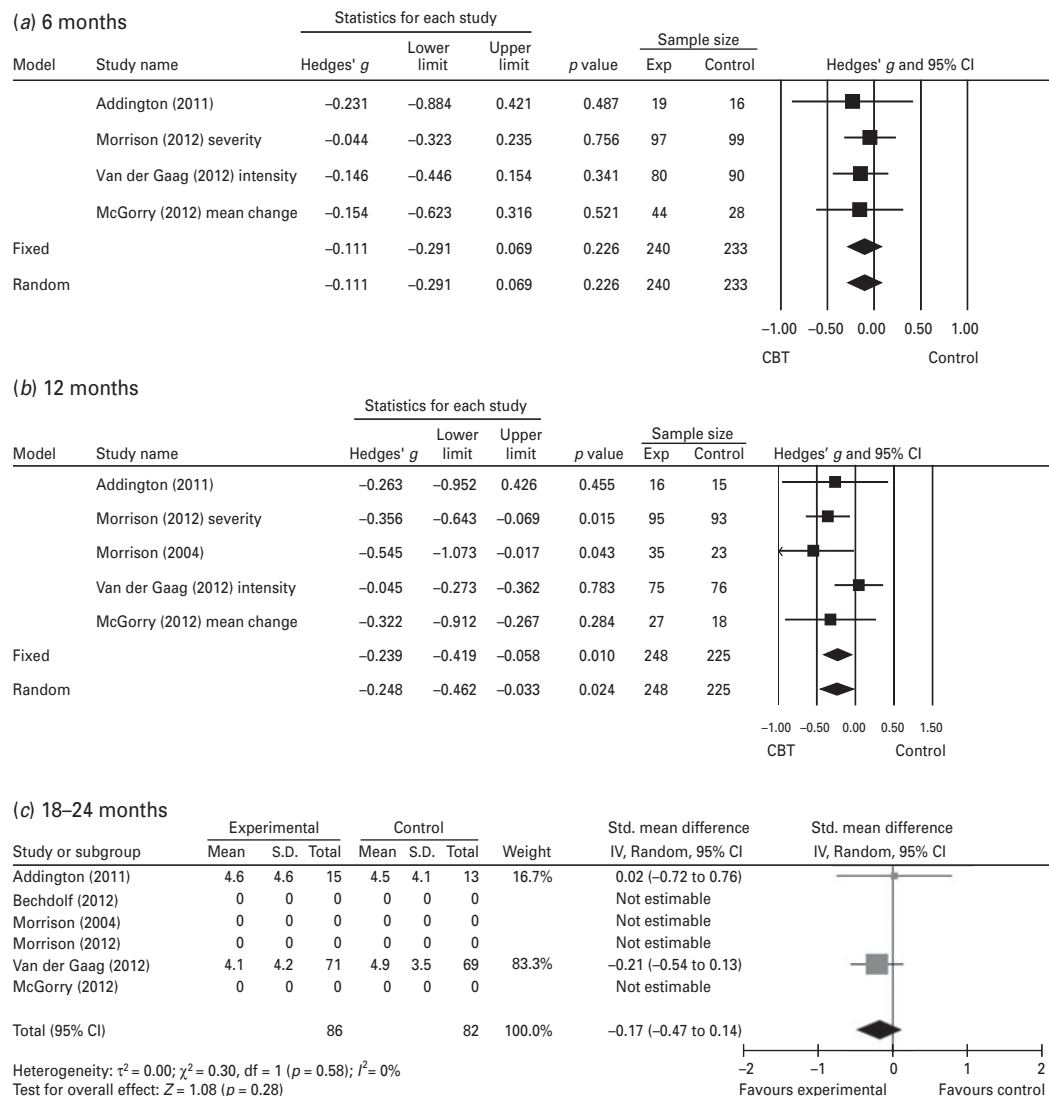 (a) 6 months
Statistics for each study
Sample size
Model Study name Hedges' g Lower limit Upper limit p value Exp Control Hedges' g and 95% CI
Addington (2011) −0.231 −0.884 0.421 0.487 19 16
Morrison (2012) severity −0.044 −0.323 0.235 0.756 97 99
Van der Gaag (2012) intensity −0.146 −0.446 0.154 0.341 80 90
McGorry (2012) mean change −0.154 −0.623 0.316 0.521 44 28
Fixed −0.111 −0.291 0.069 0.226 240 233
Random −0.111 −0.291 0.069 0.226 240 233
−1.00 −0.50 0.00 0.50 1.00
CBT Control
(b) 12 months
Statistics for each study
Sample size
Model Study name Hedges' g Lower limit Upper limit p value Exp Control Hedges' g and 95% CI
Addington (2011) −0.263 −0.952 0.426 0.455 16 15
Morrison (2012) severity −0.356 −0.643 −0.069 0.015 95 93
Morrison (2004) −0.545 −1.073 −0.017 0.043 35 23
Van der Gaag (2012) intensity −0.045 −0.273 −0.362 0.783 75 76
McGorry (2012) mean change −0.322 −0.912 −0.267 0.284 27 18
Fixed −0.239 −0.419 −0.058 0.010 248 225
Random −0.248 −0.462 −0.033 0.024 248 225
−1.00 −0.50 0.00 0.50 1.50
CBT Control
(c) 18–24 months
Experimental Control Std. mean difference Std. mean difference
Study or subgroup Mean S.D. Total Mean S.D. Total Weight IV, Random, 95% CI IV, Random, 95% CI
Addington (2011) 4.6 4.6 15 4.5 4.1 13 16.7% 0.02 (−0.72 to 0.76)
Bechdolf (2012) 0 0 0 0 0 0 Not estimable
Morrison (2004) 0 0 0 0 0 0 Not estimable
Morrison (2012) 0 0 0 0 0 0 Not estimable
Van der Gaag (2012) 4.1 4.2 71 4.9 3.5 69 83.3% −0.21 (−0.54 to 0.13)
McGorry (2012) 0 0 0 0 0 0 Not estimable
Total (95% CI) 86 82 100.0% −0.17 (−0.47 to 0.14)
Heterogeneity: τ² = 0.00; χ² = 0.30, df = 1 (p = 0.58); I² = 0%
Test for overall effect: Z = 1.08 (p = 0.28)
−2 −1 0 1 2
Favours experimental Favours control